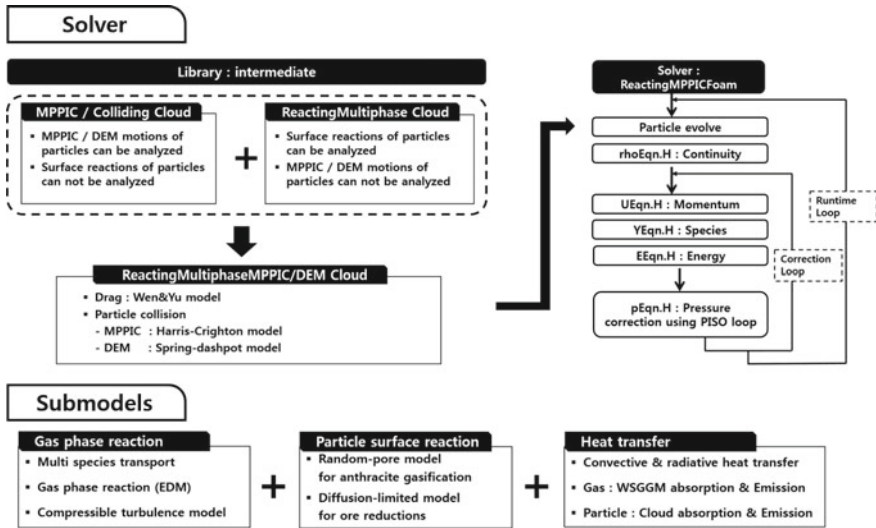 Solver
Library : intermediate
MPPIC / Colliding Cloud
▪ MPPIC / DEM motions of
particles can be analyzed
▪ Surface reactions of particles
can not be analyzed
+
ReactingMultiphase Cloud
▪ Surface reactions of particles
can be analyzed
▪ MPPIC / DEM motions of
particles can not be analyzed
ReactingMultiphaseMPPIC/DEM Cloud
▪ Drag : Wen&Yu model
▪ Particle collision
- MPPIC : Harris-Crighton model
- DEM : Spring-dashpot model
Solver :
ReactingMPPICFoam
Particle evolve
rhoEqn.H : Continuity
UEqn.H : Momentum
YEqn.H : Species
EEqn.H : Energy
pEqn.H : Pressure
correction using PISO loop
Runtime
Loop
Correction
Loop
Submodels
Gas phase reaction
▪ Multi species transport
▪ Gas phase reaction (EDM)
▪ Compressible turbulence model
+
Particle surface reaction
▪ Random-pore model
for anthracite gasification
▪ Diffusion-limited model
for ore reductions
+
Heat transfer
▪ Convective & radiative heat transfer
▪ Gas : WSGGM absorption & Emission
▪ Particle : Cloud absorption & Emission